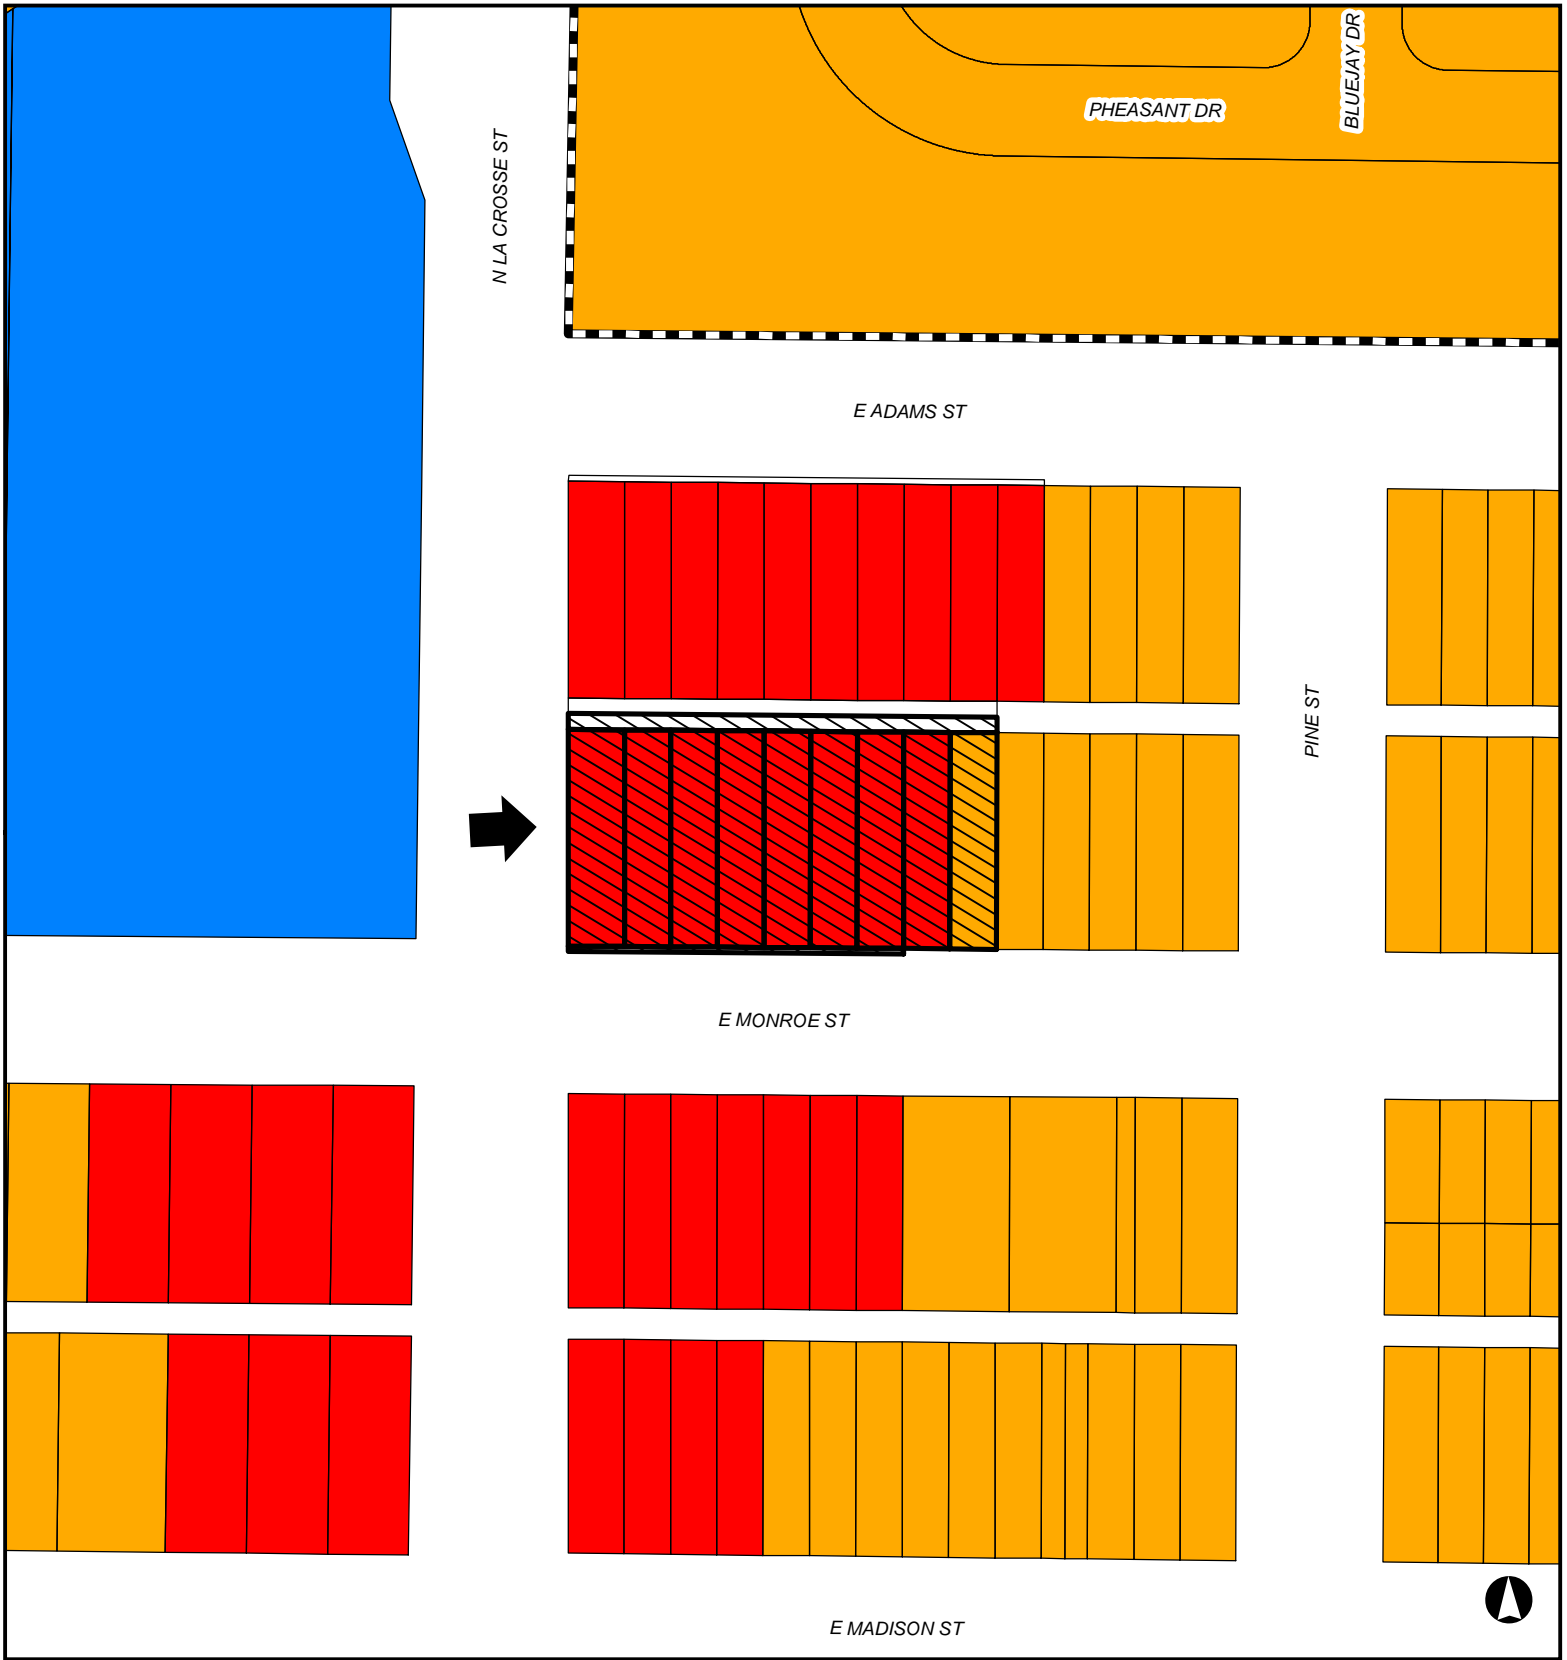 BLUEJAY DR
PHEASANT DR
N LA CROSSE ST
E ADAMS ST
PINE ST
E MONROE ST
E MADISON ST